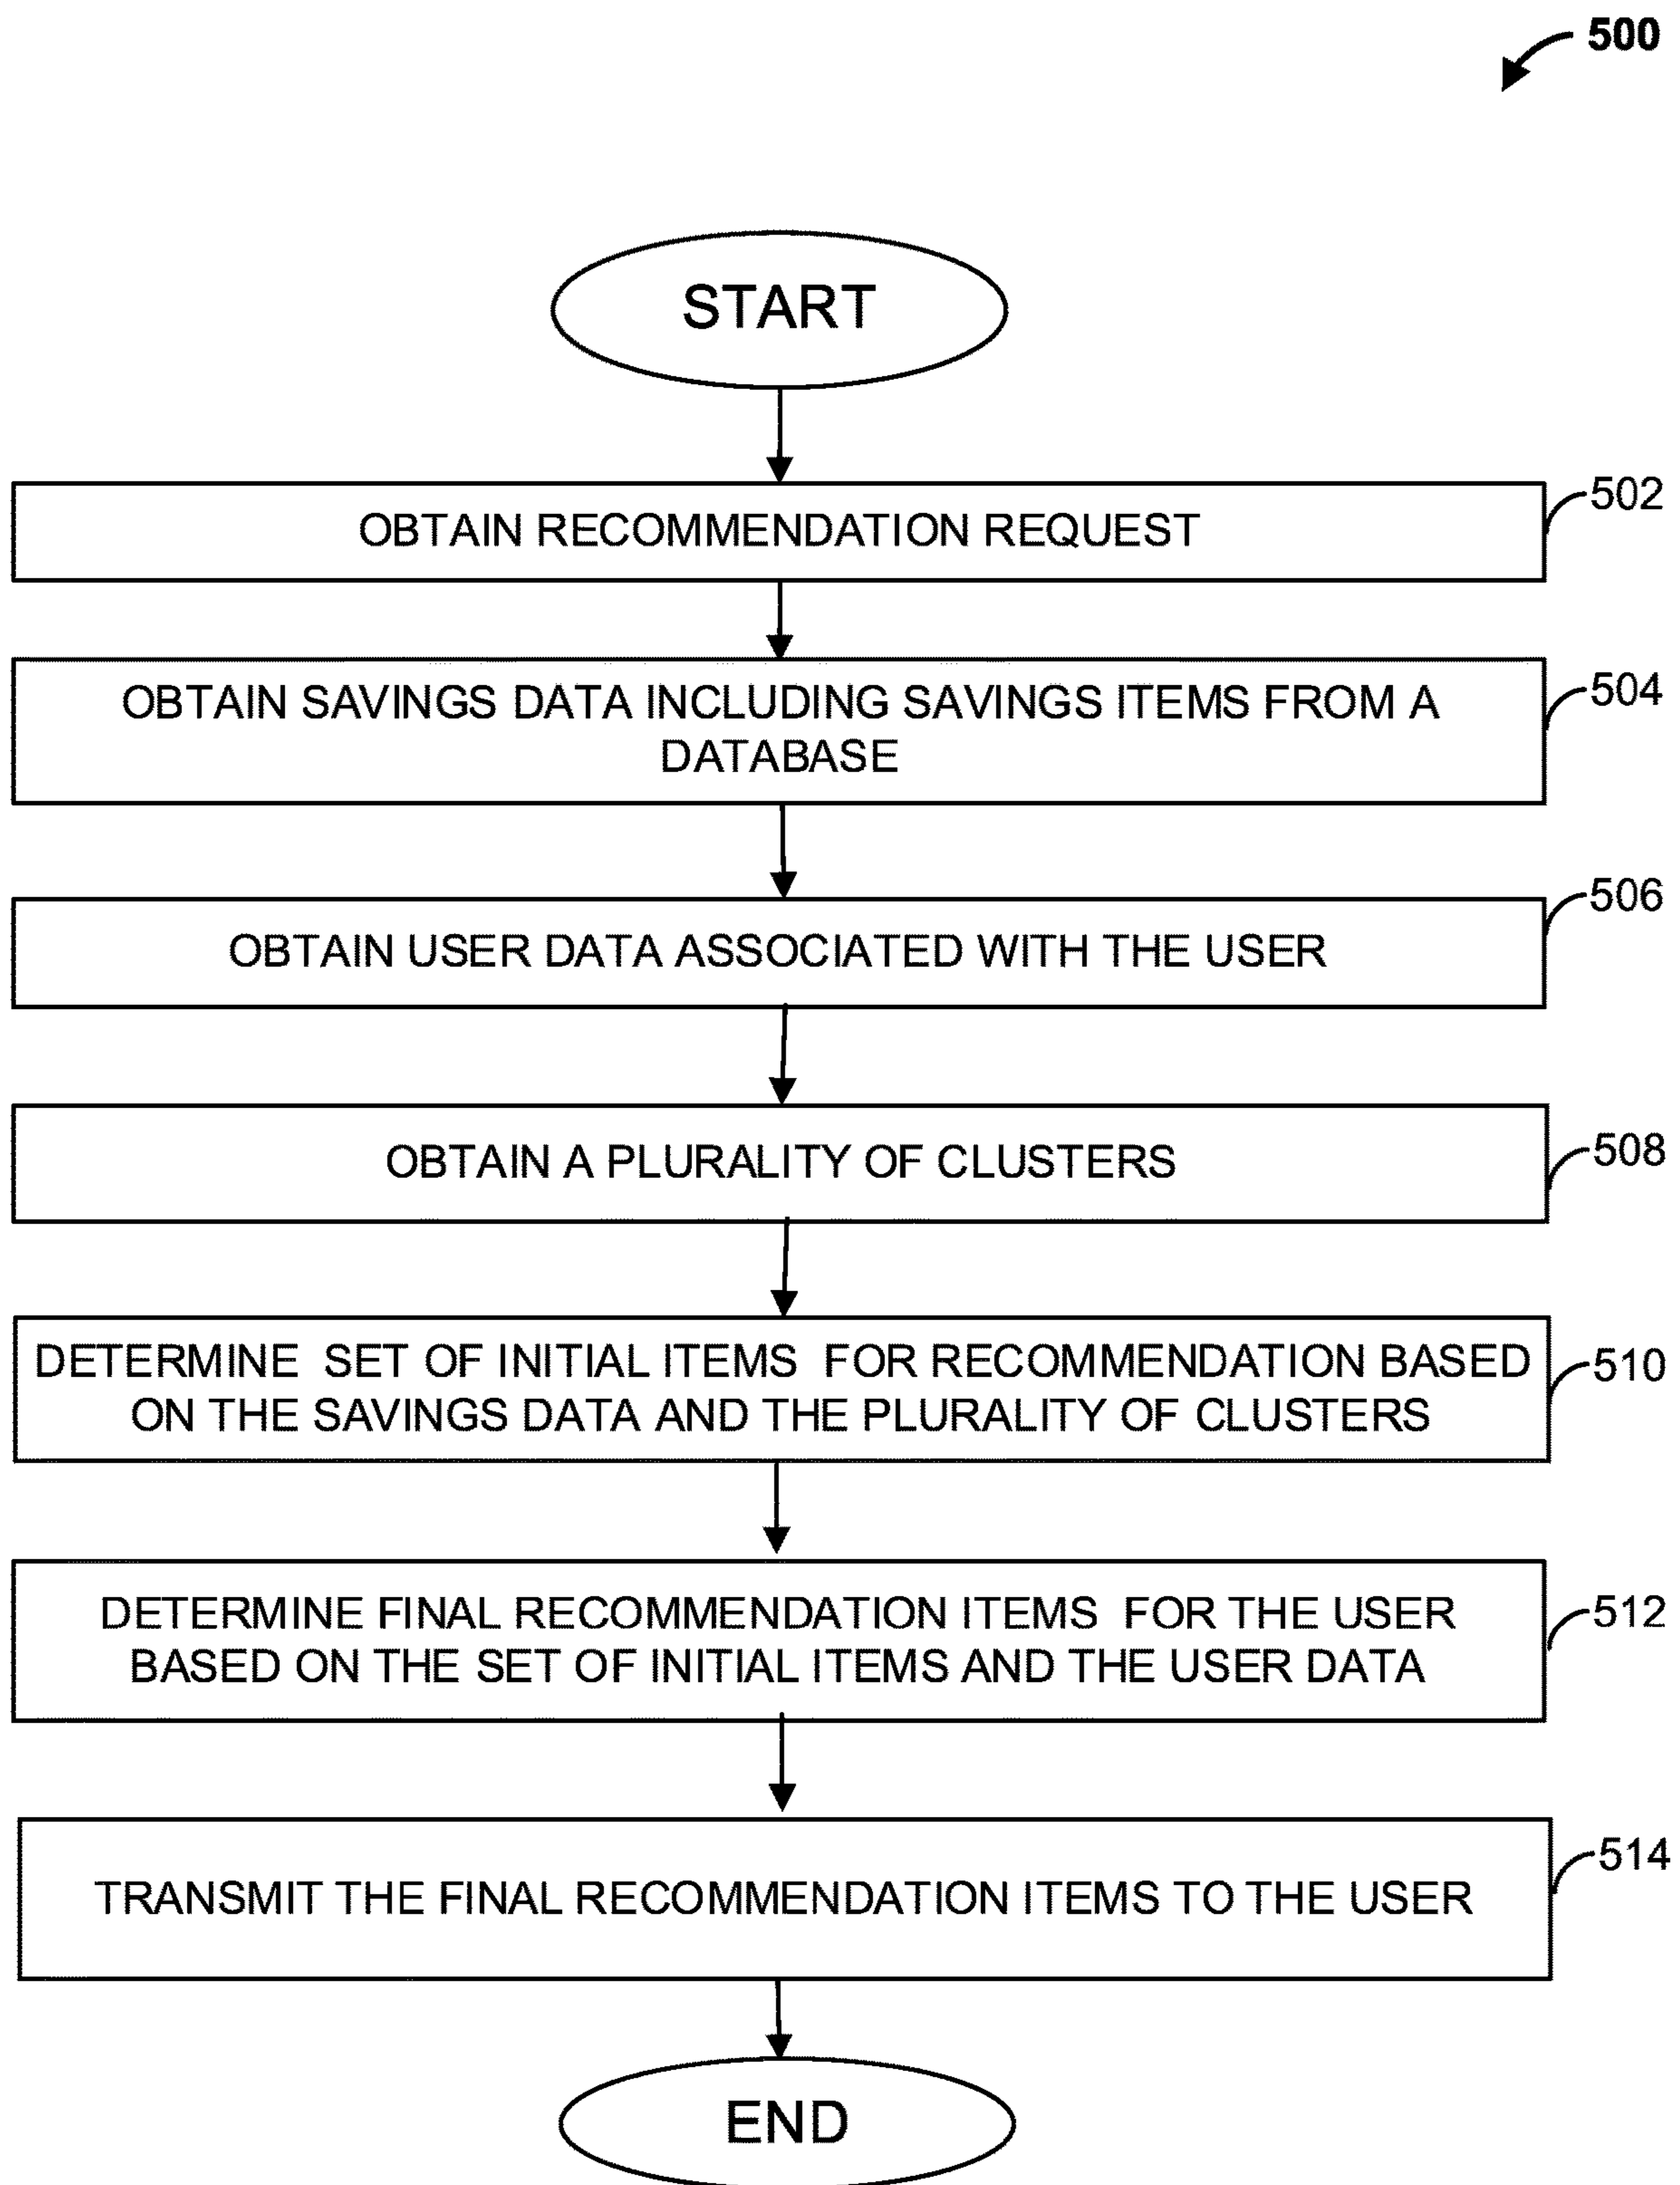 500
START
OBTAIN RECOMMENDATION REQUEST
502
OBTAIN SAVINGS DATA INCLUDING SAVINGS ITEMS FROM A
DATABASE
504
OBTAIN USER DATA ASSOCIATED WITH THE USER
506
OBTAIN A PLURALITY OF CLUSTERS
508
DETERMINE SET OF INITIAL ITEMS FOR RECOMMENDATION BASED
ON THE SAVINGS DATA AND THE PLURALITY OF CLUSTERS
510
DETERMINE FINAL RECOMMENDATION ITEMS FOR THE USER
BASED ON THE SET OF INITIAL ITEMS AND THE USER DATA
512
TRANSMIT THE FINAL RECOMMENDATION ITEMS TO THE USER
514
END